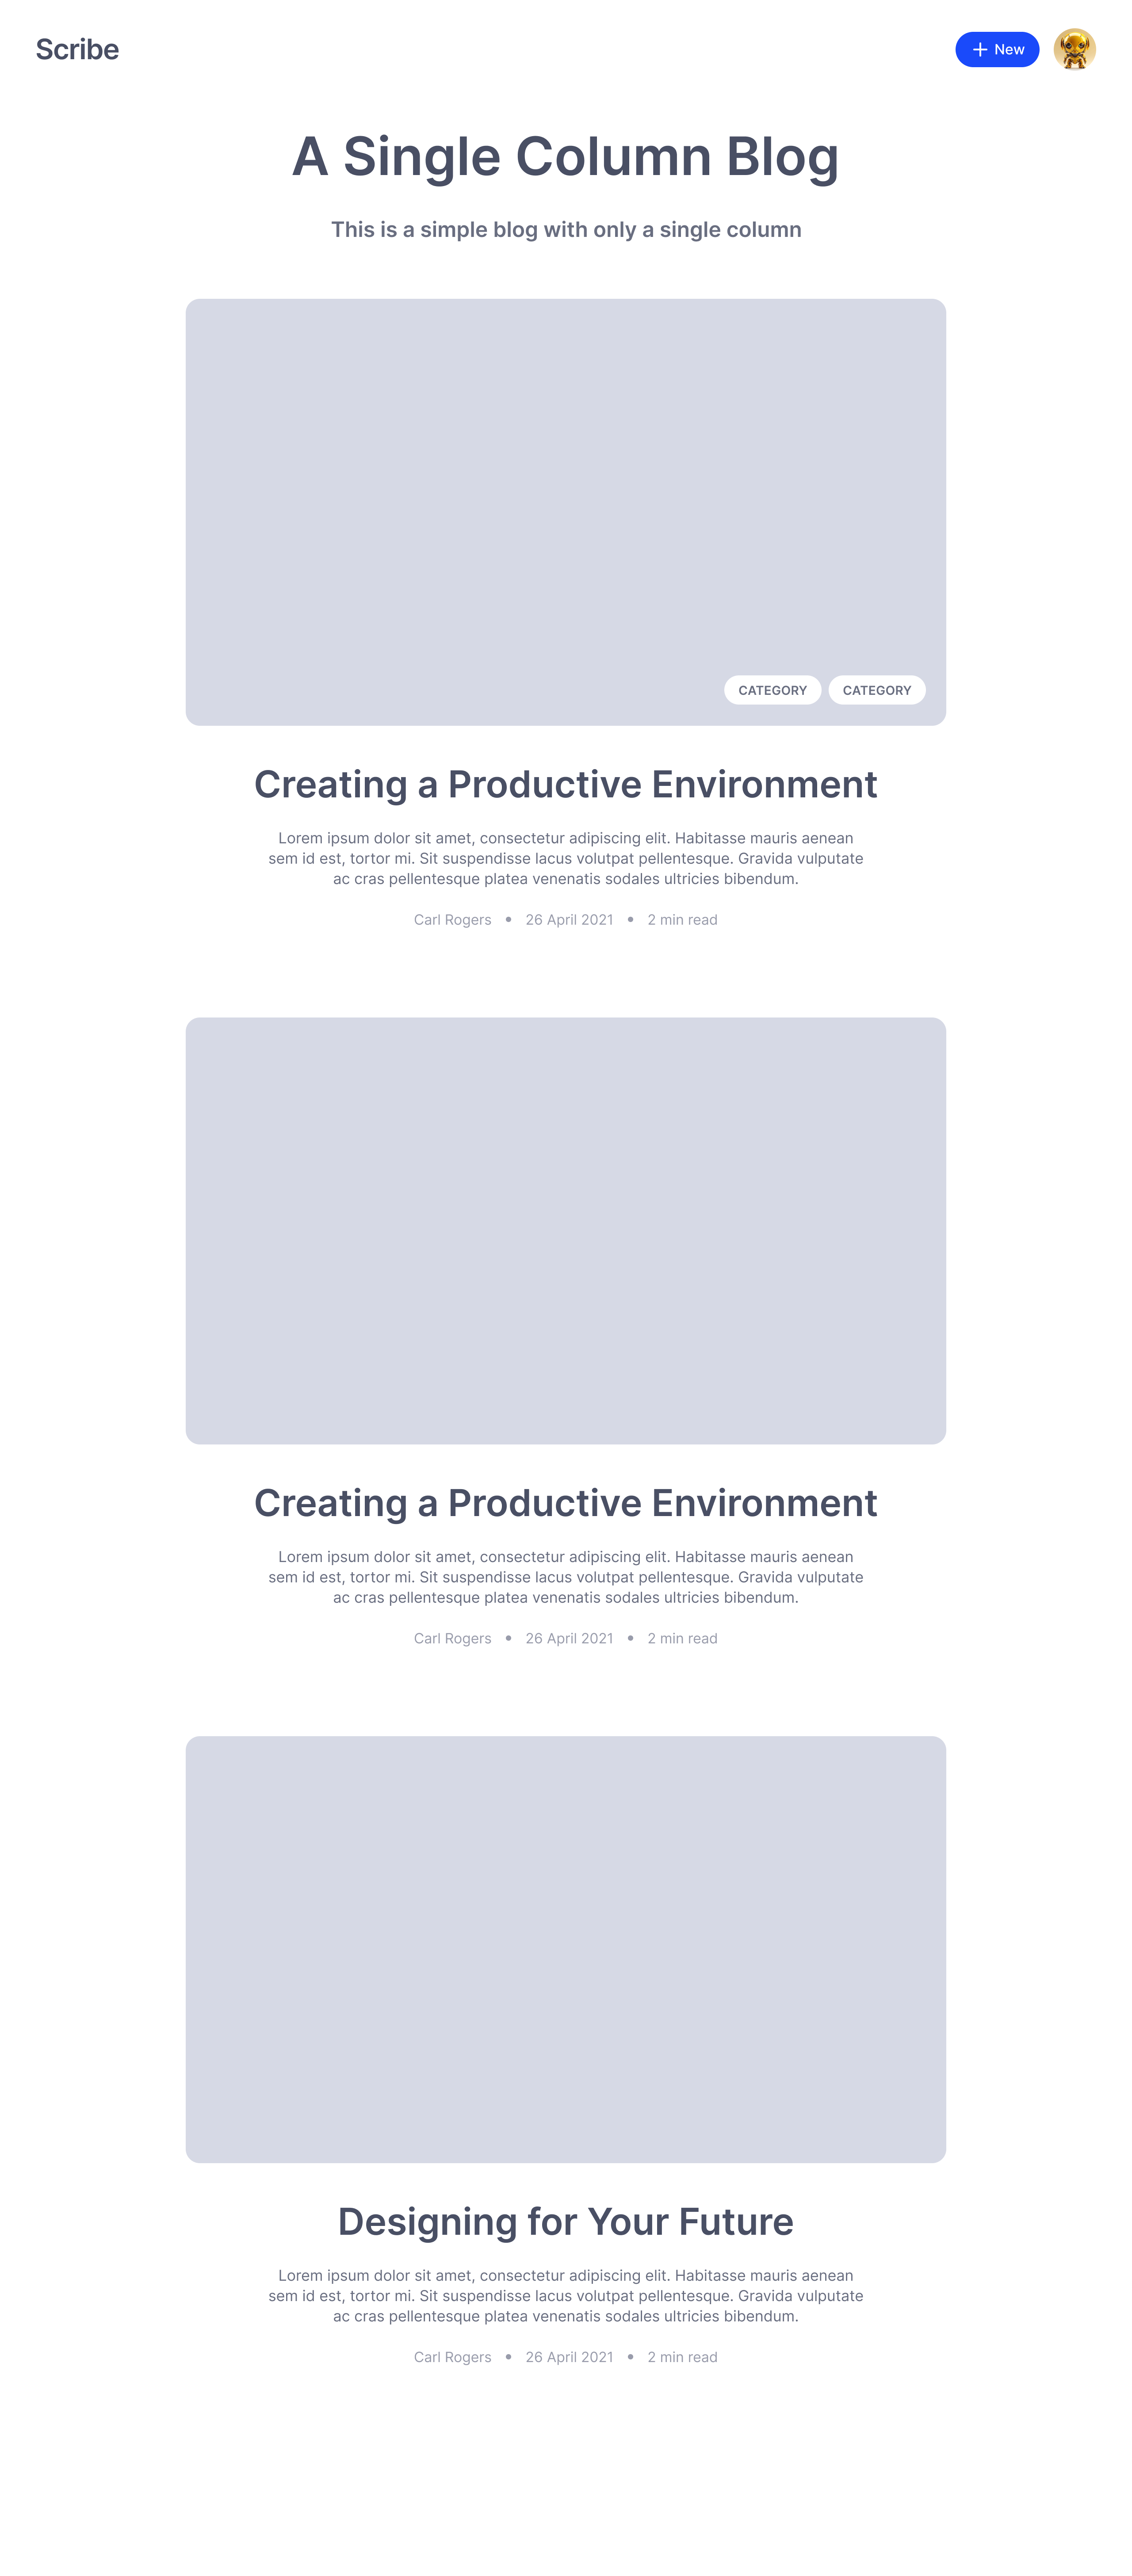 Scribe
New
A Single Column Blog
This is a simple blog with only a single column
CATEGORY CATEGORY
Creating a Productive Environment
Lorem ipsum dolor sit amet, consectetur adipiscing elit. Habitasse mauris aenean
sem id est, tortor mi. Sit suspendisse lacus volutpat pellentesque. Gravida vulputate
ac cras pellentesque platea venenatis sodales ultricies bibendum.
Carl Rogers • 26 April 2021 • 2 min read
Creating a Productive Environment
Lorem ipsum dolor sit amet, consectetur adipiscing elit. Habitasse mauris aenean
sem id est, tortor mi. Sit suspendisse lacus volutpat pellentesque. Gravida vulputate
ac cras pellentesque platea venenatis sodales ultricies bibendum.
Carl Rogers • 26 April 2021 • 2 min read
Designing for Your Future
Lorem ipsum dolor sit amet, consectetur adipiscing elit. Habitasse mauris aenean
sem id est, tortor mi. Sit suspendisse lacus volutpat pellentesque. Gravida vulputate
ac cras pellentesque platea venenatis sodales ultricies bibendum.
Carl Rogers • 26 April 2021 • 2 min read